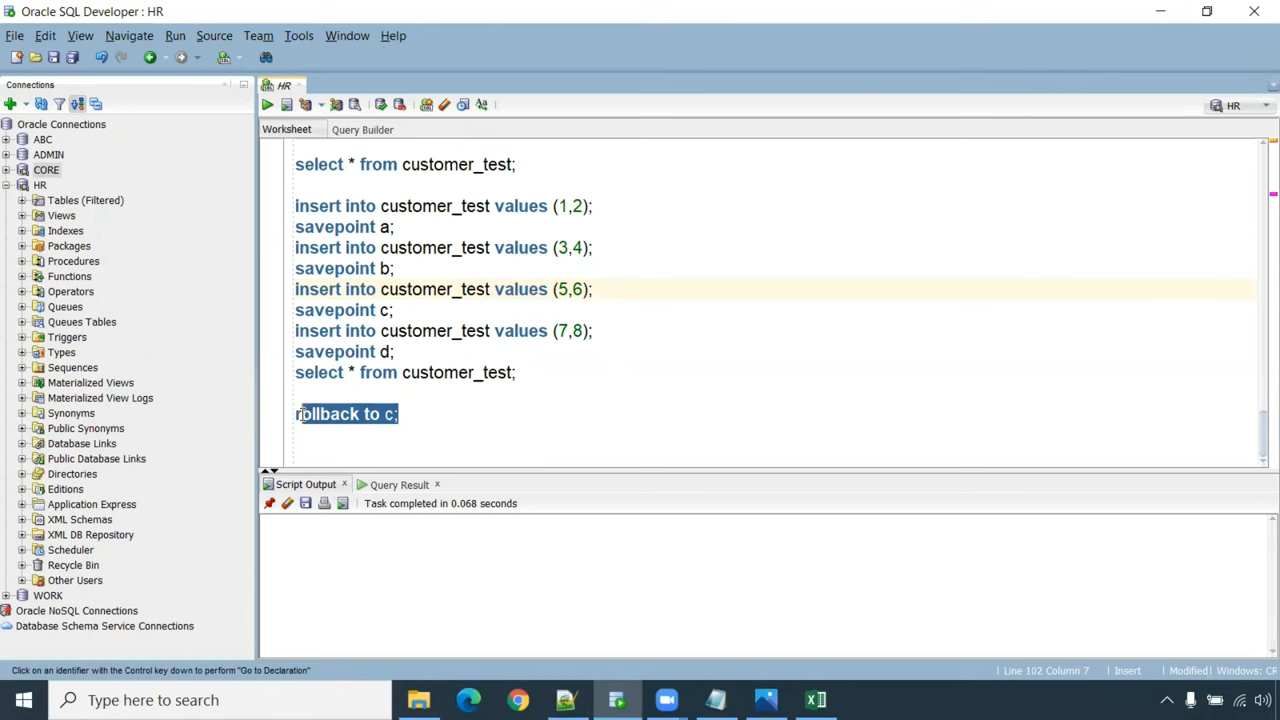 Oracle SQL Developer : HR
File Edit View Navigate Run Source Team Tools Window Help
Connections
Oracle Connections
ABC
ADMIN
CORE
HR
Tables (Filtered)
Views
Indexes
Packages
Procedures
Functions
Operators
Queues
Queues Tables
Triggers
Types
Sequences
Materialized Views
Materialized View Logs
Synonyms
Public Synonyms
Database Links
Public Database Links
Directories
Editions
Application Express
XML Schemas
XML DB Repository
Scheduler
Recycle Bin
Other Users
WORK
Oracle NoSQL Connections
Database Schema Service Connections
HR
HR
Worksheet Query Builder
select * from customer_test;
insert into customer_test values (1,2);
savepoint a;
insert into customer_test values (3,4);
savepoint b;
insert into customer_test values (5,6);
savepoint c;
insert into customer_test values (7,8);
savepoint d;
select * from customer_test;
rollback to c;
Script Output Query Result
Task completed in 0.068 seconds
Click on an identifier with the Control key down to perform "Go to Declaration"
Line 102 Column 7 Insert Modified Windows: CR
Type here to search